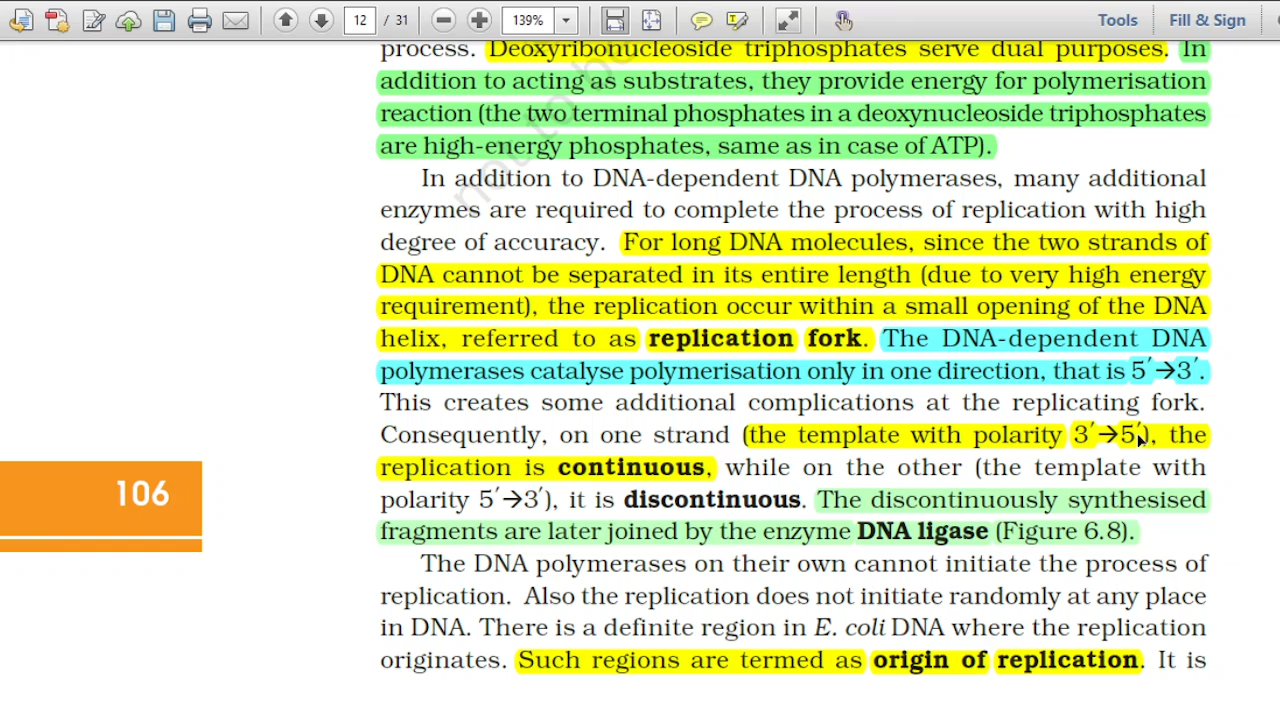 12 / 31
139%
Tools
Fill & Sign
process. Deoxyribonucleoside triphosphates serve dual purposes. In
addition to acting as substrates, they provide energy for polymerisation
reaction (the two terminal phosphates in a deoxynucleoside triphosphates
are high-energy phosphates, same as in case of ATP).
In addition to DNA-dependent DNA polymerases, many additional
enzymes are required to complete the process of replication with high
degree of accuracy. For long DNA molecules, since the two strands of
DNA cannot be separated in its entire length (due to very high energy
requirement), the replication occur within a small opening of the DNA
helix, referred to as replication fork. The DNA-dependent DNA
polymerases catalyse polymerisation only in one direction, that is 5′→3′.
This creates some additional complications at the replicating fork.
Consequently, on one strand (the template with polarity 3′→5′), the
replication is continuous, while on the other (the template with
polarity 5′→3′), it is discontinuous. The discontinuously synthesised
fragments are later joined by the enzyme DNA ligase (Figure 6.8).
106
The DNA polymerases on their own cannot initiate the process of
replication. Also the replication does not initiate randomly at any place
in DNA. There is a definite region in E. coli DNA where the replication
originates. Such regions are termed as origin of replication. It is
not to